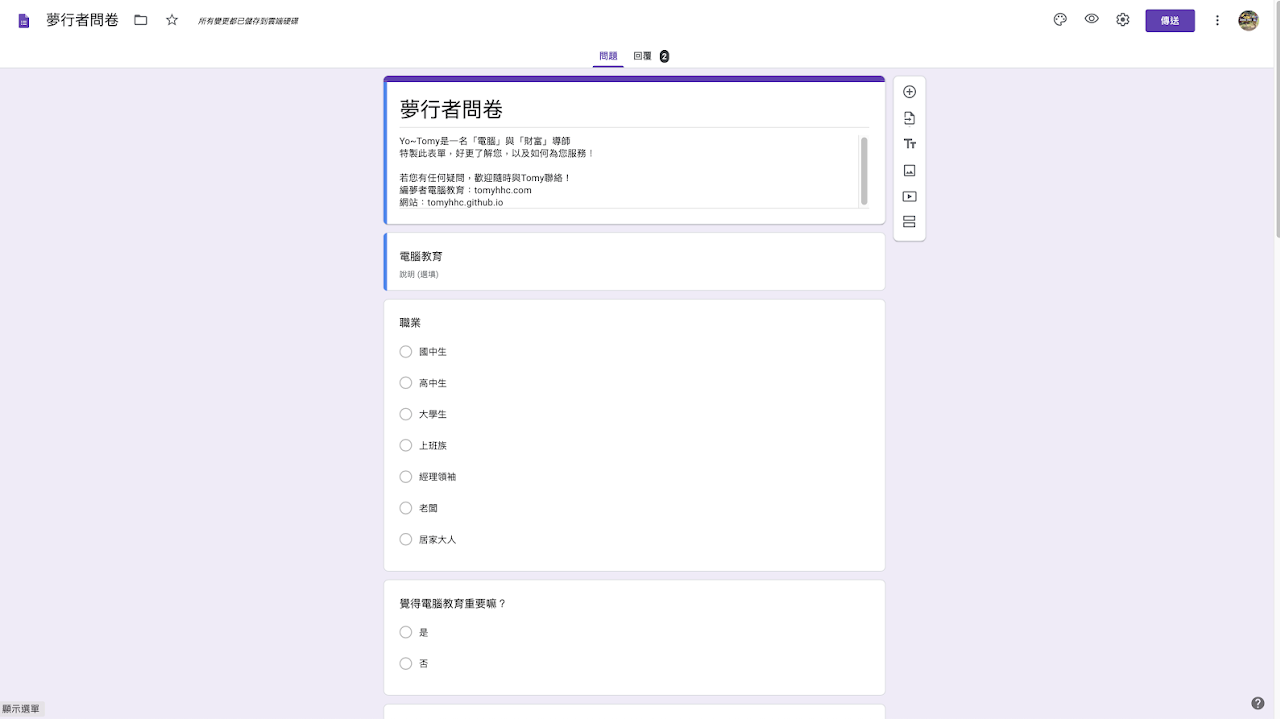 夢行者問卷
所有變更都已儲存到雲端硬碟
傳送
問題
回覆 2
夢行者問卷
Yo~Tomy是一名「電腦」與「財富」導師
特製此表單，好更了解您，以及如何為您服務！
若您有任何疑問，歡迎隨時與Tomy聯絡！
編夢者電腦教育：tomyhhc.com
網站：tomyhhc.github.io
電腦教育
說明 (選填)
職業
國中生
高中生
大學生
上班族
經理領袖
老闆
居家大人
覺得電腦教育重要嘛？
是
否
顯示選單